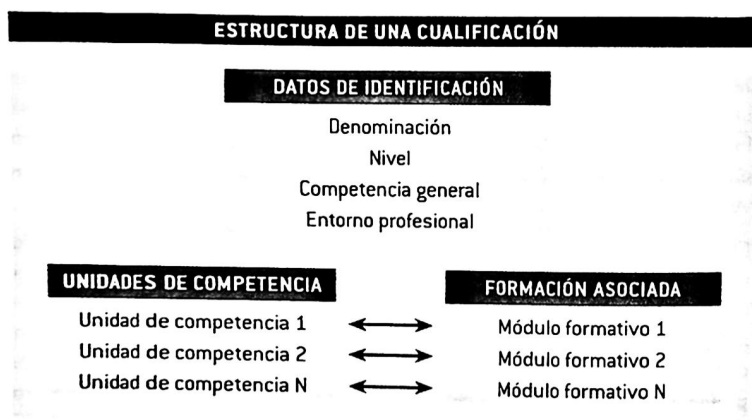 ESTRUCTURA DE UNA CUALIFICACIÓN
DATOS DE IDENTIFICACIÓN
Denominación
Nivel
Competencia general
Entorno profesional
UNIDADES DE COMPETENCIA
Unidad de competencia 1
Unidad de competencia 2
Unidad de competencia N
FORMACIÓN ASOCIADA
Módulo formativo 1
Módulo formativo 2
Módulo formativo N